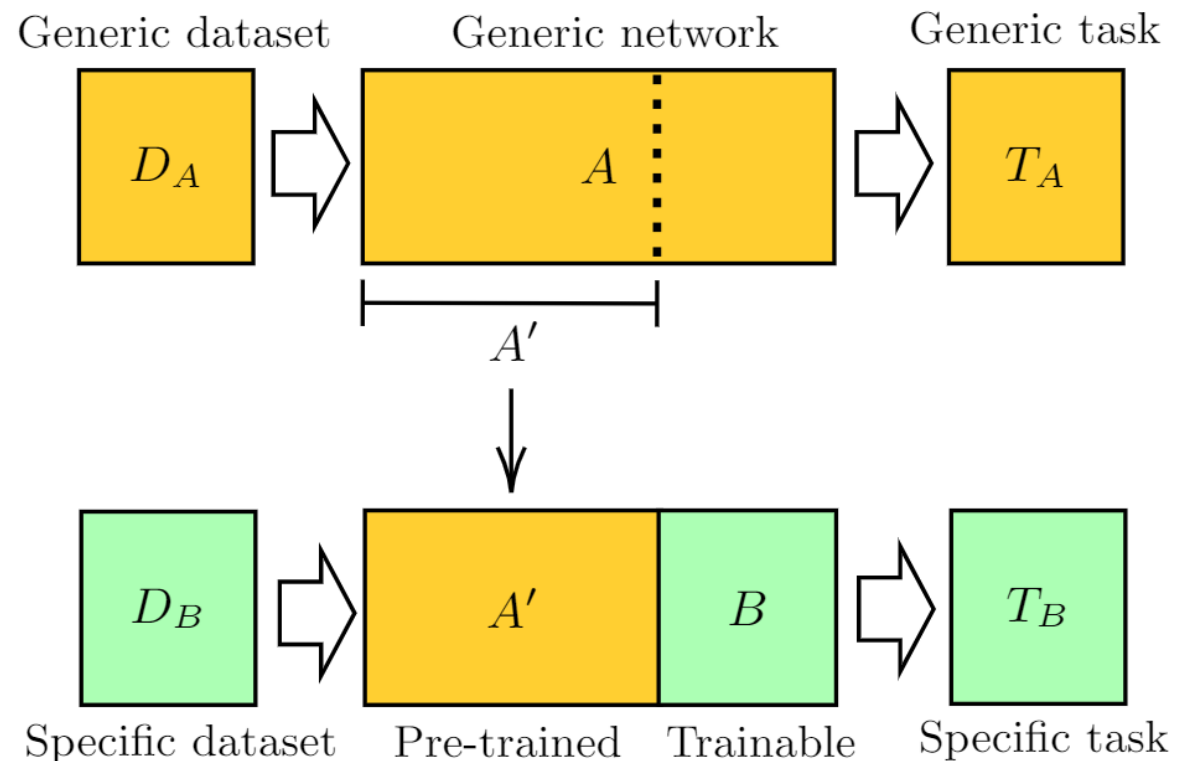 Generic dataset
Generic network
Generic task
D_A
A
T_A
A′
D_B
A′
B
T_B
Specific dataset
Pre-trained
Trainable
Specific task